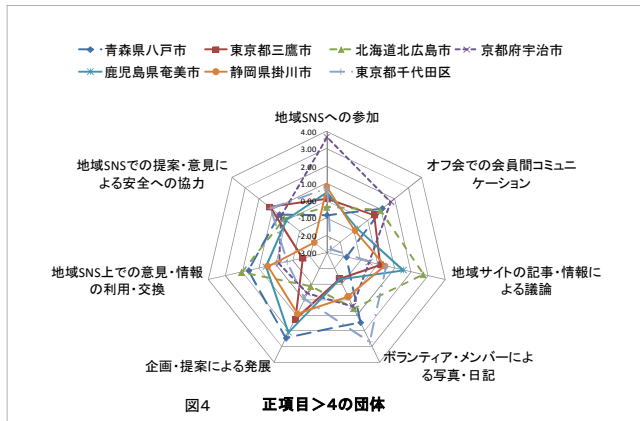 青森県八戸市 東京都三鷹市 北海道北広島市 京都府宇治市
鹿児島県奄美市 静岡県掛川市 東京都千代田区
地域SNSへの参加
4.00
3.00
2.00
1.00
0.00
-1.00
-2.00
-3.00
オフ会での会員間コミュニ
ケーション
地域サイトの記事・情報に
よる議論
ボランティア・メンバーによ
る写真・日記
企画・提案による発展
地域SNS上での意見・情報
の利用・交換
地域SNSでの提案・意見に
よる安全への協力
図4 正項目>4の団体